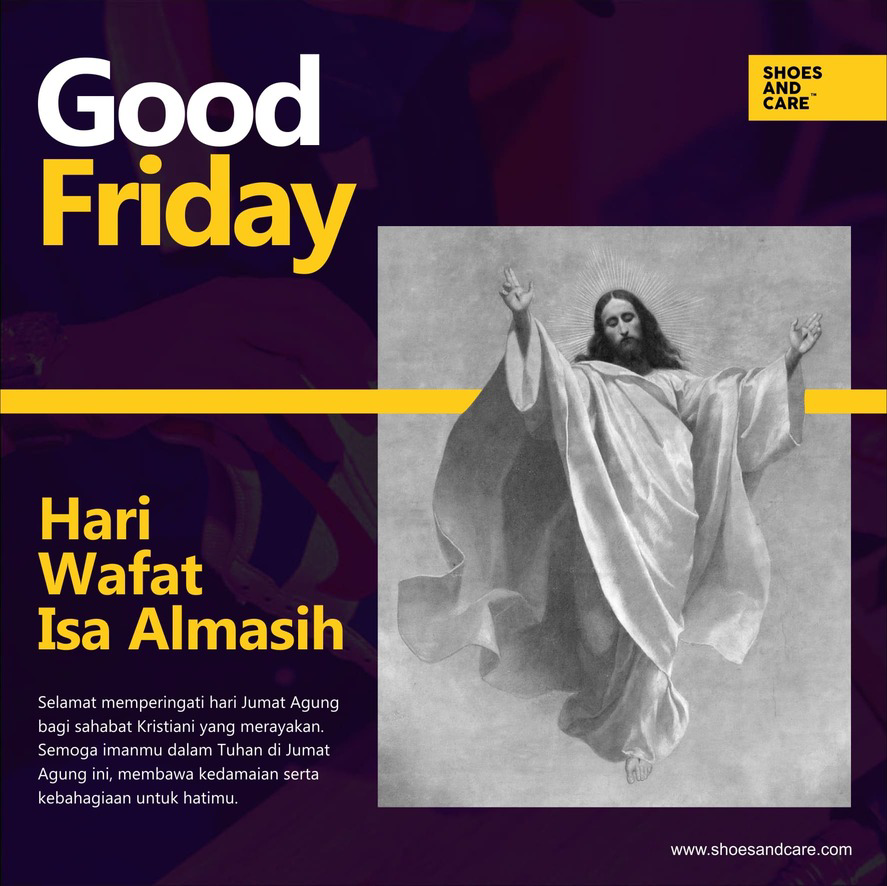 Good
Friday
SHOES
AND
CARE™
Hari
Wafat
Isa Almasih
Selamat memperingati hari Jumat Agung
bagi sahabat Kristiani yang merayakan.
Semoga imanmu dalam Tuhan di Jumat
Agung ini, membawa kedamaian serta
kebahagiaan untuk hatimu.
www.shoesandcare.com